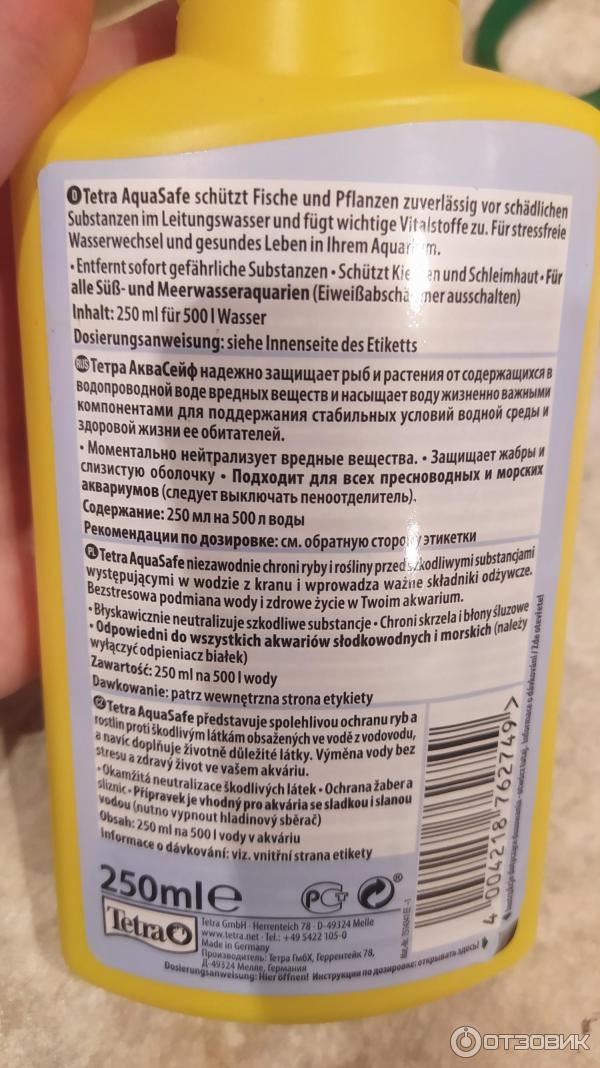 D Tetra AquaSafe schützt Fische und Pflanzen zuverlässig vor schädlichen
Substanzen im Leitungswasser und fügt wichtige Vitalstoffe zu. Für stressfreie
Wasserwechsel und gesundes Leben in Ihrem Aquarium.
• Entfernt sofort gefährliche Substanzen • Schützt Kiemen und Schleimhaut • Für
alle Süß- und Meerwasseraquarien (Eiweißabschäumer ausschalten)
Inhalt: 250 ml für 500 l Wasser
Dosierungsanweisung: siehe Innenseite des Etiketts
RUS Тетра АкваСейф надежно защищает рыб и растения от содержащихся в
водопроводной воде вредных веществ и насыщает воду жизненно важными
компонентами для поддержания стабильных условий водной среды и
здоровой жизни ее обитателей.
• Моментально нейтрализует вредные вещества. • Защищает жабры и
слизистую оболочку • Подходит для всех пресноводных и морских
аквариумов (следует выключать пеноотделитель).
Содержание: 250 мл на 500 л воды
Рекомендации по дозировке: см. обратную сторону этикетки
PL Tetra AquaSafe niezawodnie chroni ryby i rośliny przed szkodliwymi substancjami
występującymi w wodzie z kranu i wprowadza ważne składniki odżywcze.
Bezstresowa podmiana wody i zdrowe życie w Twoim akwarium.
• Błyskawicznie neutralizuje szkodliwe substancje • Chroni skrzela i błony śluzowe
• Odpowiedni do wszystkich akwariów słodkowodnych i morskich (należy
wyłączyć odpieniacz białek)
Zawartość: 250 ml na 500 l wody
Dawkowanie: patrz wewnętrzna strona etykiety
CZ Tetra AquaSafe představuje spolehlivou ochranu ryb a
rostlin proti škodlivým látkám obsažených ve vodě z vodovodu,
a navíc doplňuje životně důležité látky. Výměna vody bez
stresu a zdravý život ve vašem akváriu.
• Okamžitá neutralizace škodlivých látek • Ochrana žaber a
sliznic • Přípravek je vhodný pro akvária se sladkou i slanou
vodou (nutno vypnout hladinový sběrač)
Obsah: 250 ml na 500 l vody v akváriu
Informace o dávkování: viz. vnitřní strana etikety
250ml e
PCT
®
Tetra
Tetra GmbH · Herrenteich 78 · D-49324 Melle
www.tetra.net · Tel.: +49 5422 105-0
Made in Germany
Производитель: Тетра ГмбХ, Геррентейх 78,
Д-49324 Мелле, Германия
Dosierungsanweisung: Hier öffnen! Инструкции по дозировке: открывать здесь!
4 004218 762749 >
Informace o dávkování: Zde otevřete!
ОТЗОВИК